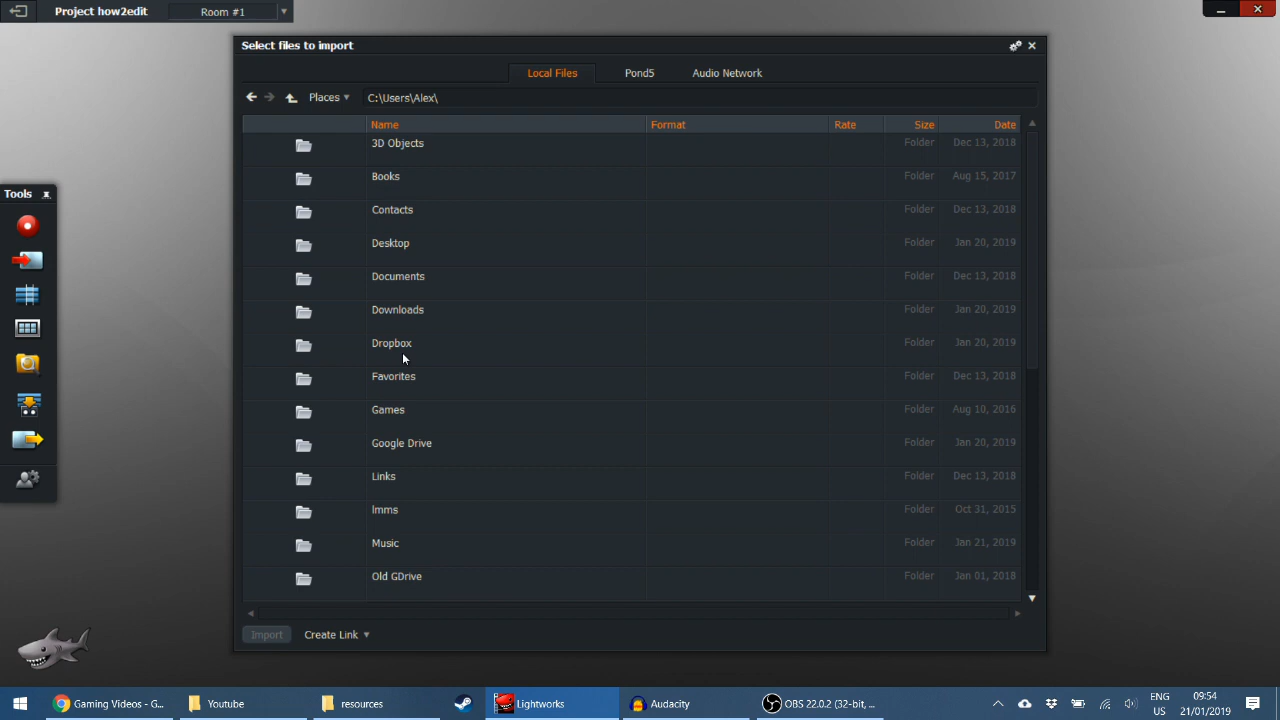 Project how2edit
Room #1
Select files to import
Local Files
Pond5
Audio Network
Places
C:\Users\Alex\
Name Format Rate Size Date
3D Objects Folder Dec 13, 2018
Books Folder Aug 15, 2017
Contacts Folder Dec 13, 2018
Desktop Folder Jan 20, 2019
Documents Folder Dec 13, 2018
Downloads Folder Jan 20, 2019
Dropbox Folder Jan 20, 2019
Favorites Folder Dec 13, 2018
Games Folder Aug 10, 2016
Google Drive Folder Jan 20, 2019
Links Folder Dec 13, 2018
lmms Folder Oct 31, 2015
Music Folder Jan 21, 2019
Old GDrive Folder Jan 01, 2018
Import
Create Link
Tools
Gaming Videos - G...
Youtube
resources
Lightworks
Audacity
OBS 22.0.2 (32-bit, ...
ENG
US
09:54
21/01/2019